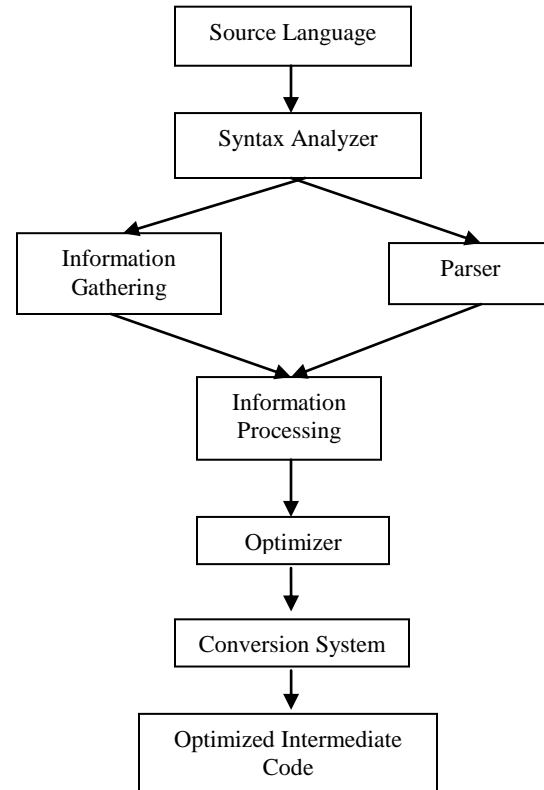 Source Language
Syntax Analyzer
Information
Gathering
Parser
Information
Processing
Optimizer
Conversion System
Optimized Intermediate
Code